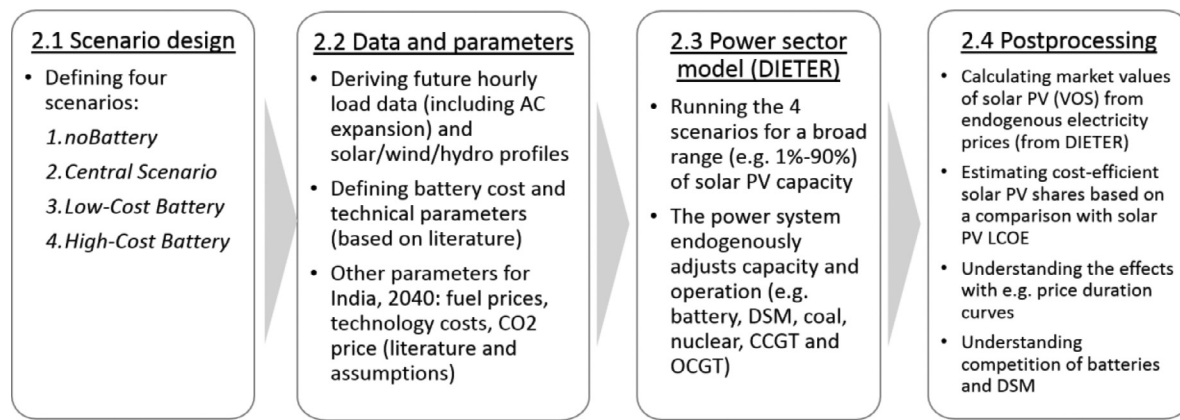 2.1 Scenario design
• Defining four
scenarios:
1.noBattery
2.Central Scenario
3.Low-Cost Battery
4.High-Cost Battery
2.2 Data and parameters
• Deriving future hourly
load data (including AC
expansion) and
solar/wind/hydro profiles
• Defining battery cost and
technical parameters
(based on literature)
• Other parameters for
India, 2040: fuel prices,
technology costs, CO2
price (literature and
assumptions)
2.3 Power sector
model (DIETER)
• Running the 4
scenarios for a broad
range (e.g. 1%-90%)
of solar PV capacity
• The power system
endogenously
adjusts capacity and
operation (e.g.
battery, DSM, coal,
nuclear, CCGT and
OCGT)
2.4 Postprocessing
• Calculating market values
of solar PV (VOS) from
endogenous electricity
prices (from DIETER)
• Estimating cost-efficient
solar PV shares based on
a comparison with solar
PV LCOE
• Understanding the effects
with e.g. price duration
curves
• Understanding
competition of batteries
and DSM